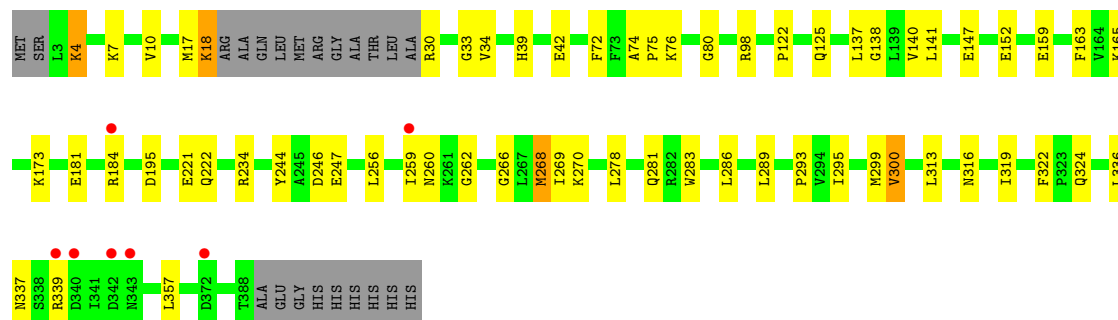 MET SER L3 K4 K7 V10 M17 K18 ARG ALA GLN LEU MET ARG GLY ALA THR LEU ALA R30 G33 V34 H39 E42 F72 F73 A74 P75 K76 G80 R98 P122 Q125 L137 G138 L139 V140 L141 E147 E152 E159 F163 V164 K165
K173 E181 R184 D195 E221 Q222 R234 Y244 A245 D246 E247 L256 I259 N260 K261 G262 G266 L267 M268 I269 K270 L278 Q281 R282 W283 L286 L289 P293 V294 I295 M299 V300 L313 N316 I319 F322 P323 Q324 L336
N337 S338 R339 D340 I341 D342 N343 L357 D372 T388 ALA GLU GLY HIS HIS HIS HIS HIS HIS